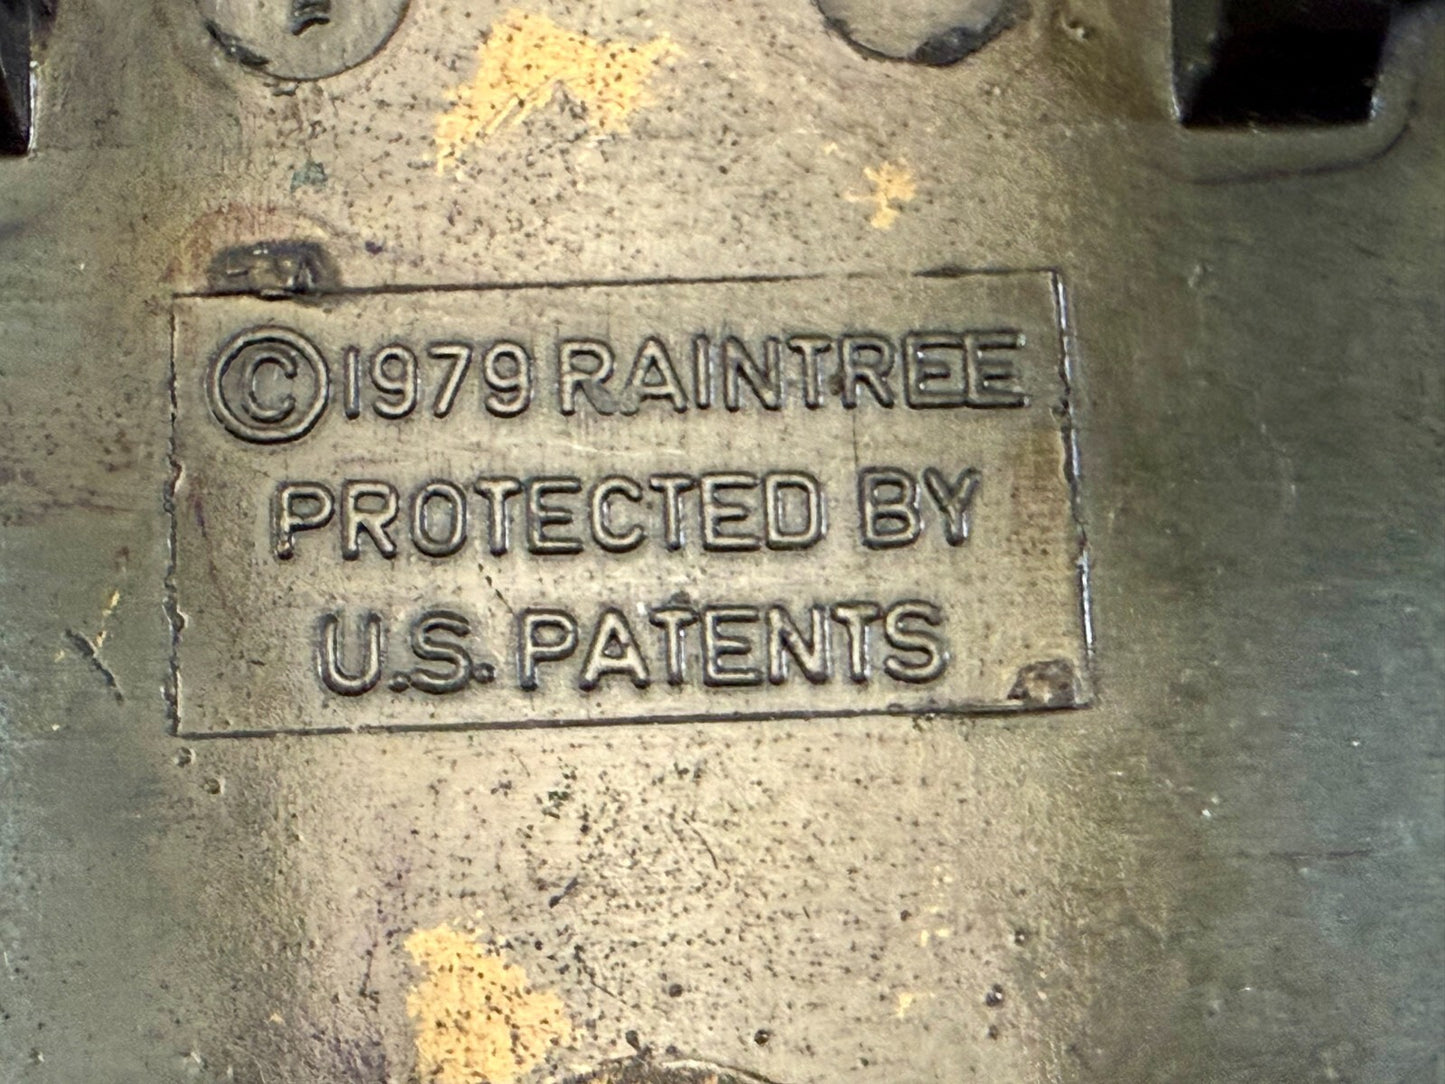 ©1979 RAINTREE
PROTECTED BY
U.S. PATENTS